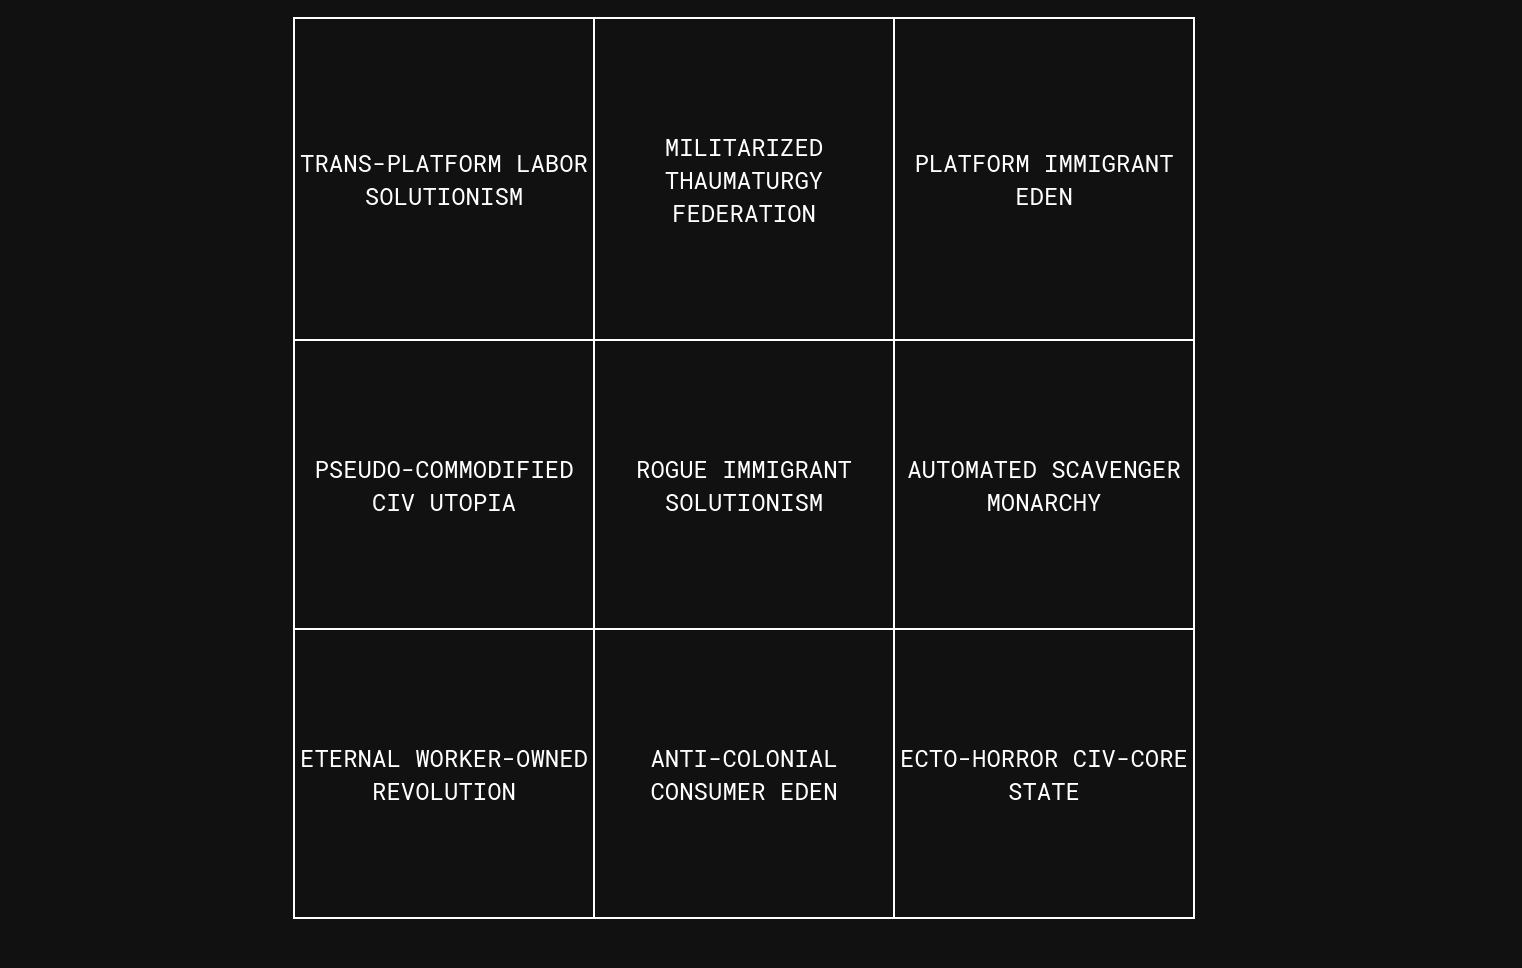 TRANS-PLATFORM LABOR
SOLUTIONISM
MILITARIZED
THAUMATURGY
FEDERATION
PLATFORM IMMIGRANT
EDEN
PSEUDO-COMMODIFIED
CIV UTOPIA
ROGUE IMMIGRANT
SOLUTIONISM
AUTOMATED SCAVENGER
MONARCHY
ETERNAL WORKER-OWNED
REVOLUTION
ANTI-COLONIAL
CONSUMER EDEN
ECTO-HORROR CIV-CORE
STATE